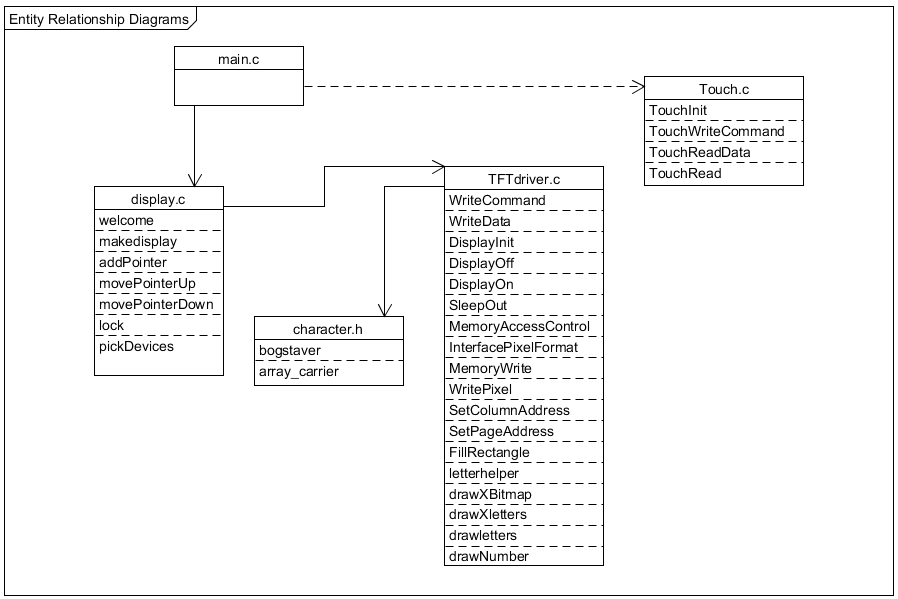 Entity Relationship Diagrams
main.c
Touch.c
TouchInit
TouchWriteCommand
TouchReadData
TouchRead
display.c
welcome
makedisplay
addPointer
movePointerUp
movePointerDown
lock
pickDevices
TFTdriver.c
WriteCommand
WriteData
DisplayInit
DisplayOff
DisplayOn
SleepOut
MemoryAccessControl
InterfacePixelFormat
MemoryWrite
WritePixel
SetColumnAddress
SetPageAddress
FillRectangle
letterhelper
drawXBitmap
drawXletters
drawletters
drawNumber
character.h
bogstaver
array_carrier